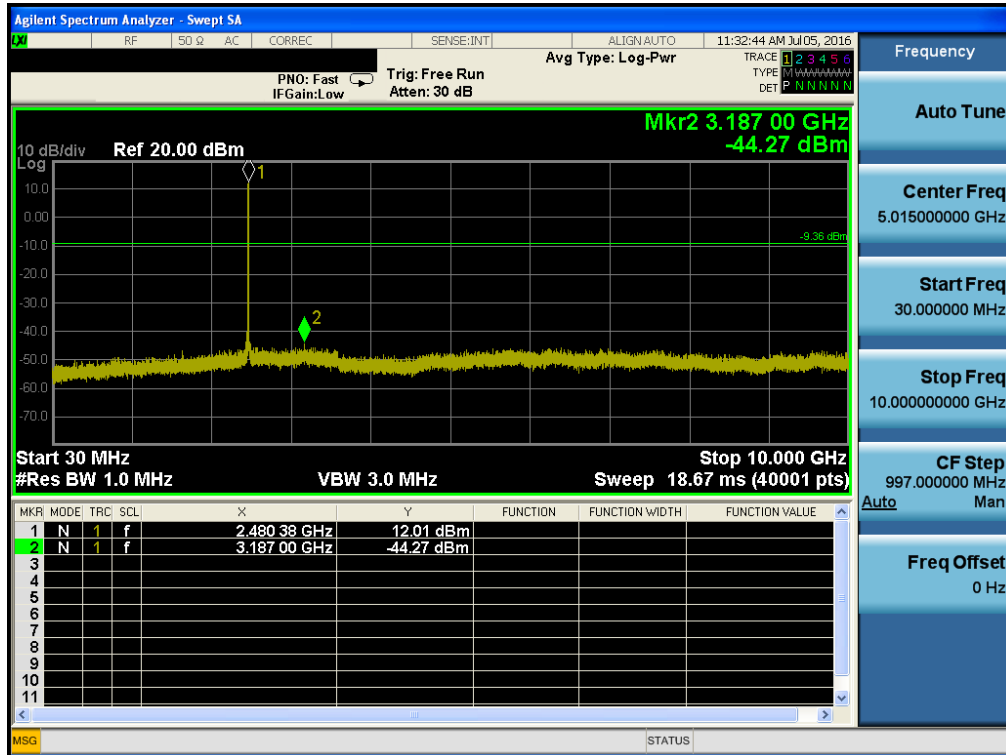 Agilent Spectrum Analyzer - Swept SA
LXI RF 50 Ω AC CORREC SENSE:INT ALIGN AUTO 11:32:44 AM Jul 05, 2016
Avg Type: Log-Pwr
TRACE 1 2 3 4 5 6
PNO: Fast Trig: Free Run
TYPE M WWWWW
IFGain:Low Atten: 30 dB
DET P N N N N N
Mkr2 3.187 00 GHz
10 dB/div Ref 20.00 dBm -44.27 dBm
Log
1
10.0
0.00
-9.36 dBm
-10.0
-20.0
-30.0
2
-40.0
-50.0
-60.0
-70.0
Start 30 MHz Stop 10.000 GHz
#Res BW 1.0 MHz VBW 3.0 MHz Sweep 18.67 ms (40001 pts)
MKR MODE TRC SCL X Y FUNCTION FUNCTION WIDTH FUNCTION VALUE
1 N 1 f 2.480 38 GHz 12.01 dBm
2 N 1 f 3.187 00 GHz -44.27 dBm
3
4
5
6
7
8
9
10
11
MSG STATUS
Frequency
Auto Tune
Center Freq
5.015000000 GHz
Start Freq
30.000000 MHz
Stop Freq
10.000000000 GHz
CF Step
997.000000 MHz
Auto Man
Freq Offset
0 Hz